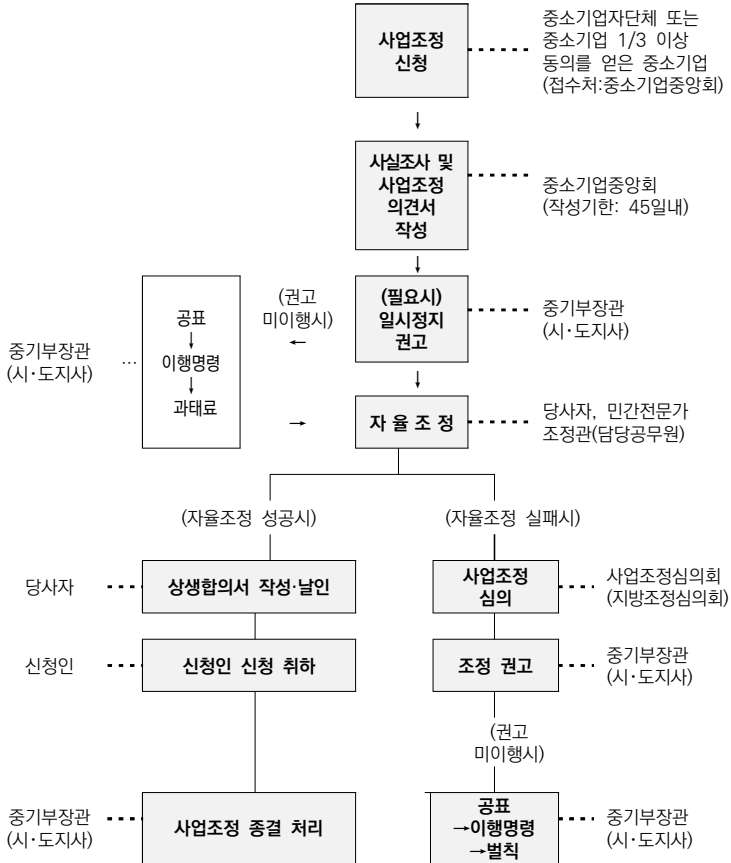 사업조정
신청
중소기업자단체 또는
중소기업 1/3 이상
동의를 얻은 중소기업
(접수처:중소기업중앙회)
↓
사실조사 및
사업조정
의견서
작성
중소기업중앙회
(작성기한: 45일내)
↓
(필요시)
일시정지
권고
중기부장관
(시·도지사)
(권고
미이행시)
←
중기부장관
(시·도지사)
…
공표
↓
이행명령
↓
과태료
→
↓
자 율 조 정
당사자, 민간전문가
조정관(담당공무원)
(자율조정 성공시)
(자율조정 실패시)
당사자
상생합의서 작성·날인
사업조정
심의
사업조정심의회
(지방조정심의회)
신청인
신청인 신청 취하
조정 권고
중기부장관
(시·도지사)
(권고
미이행시)
중기부장관
(시·도지사)
사업조정 종결 처리
공표
→이행명령
→벌칙
중기부장관
(시·도지사)